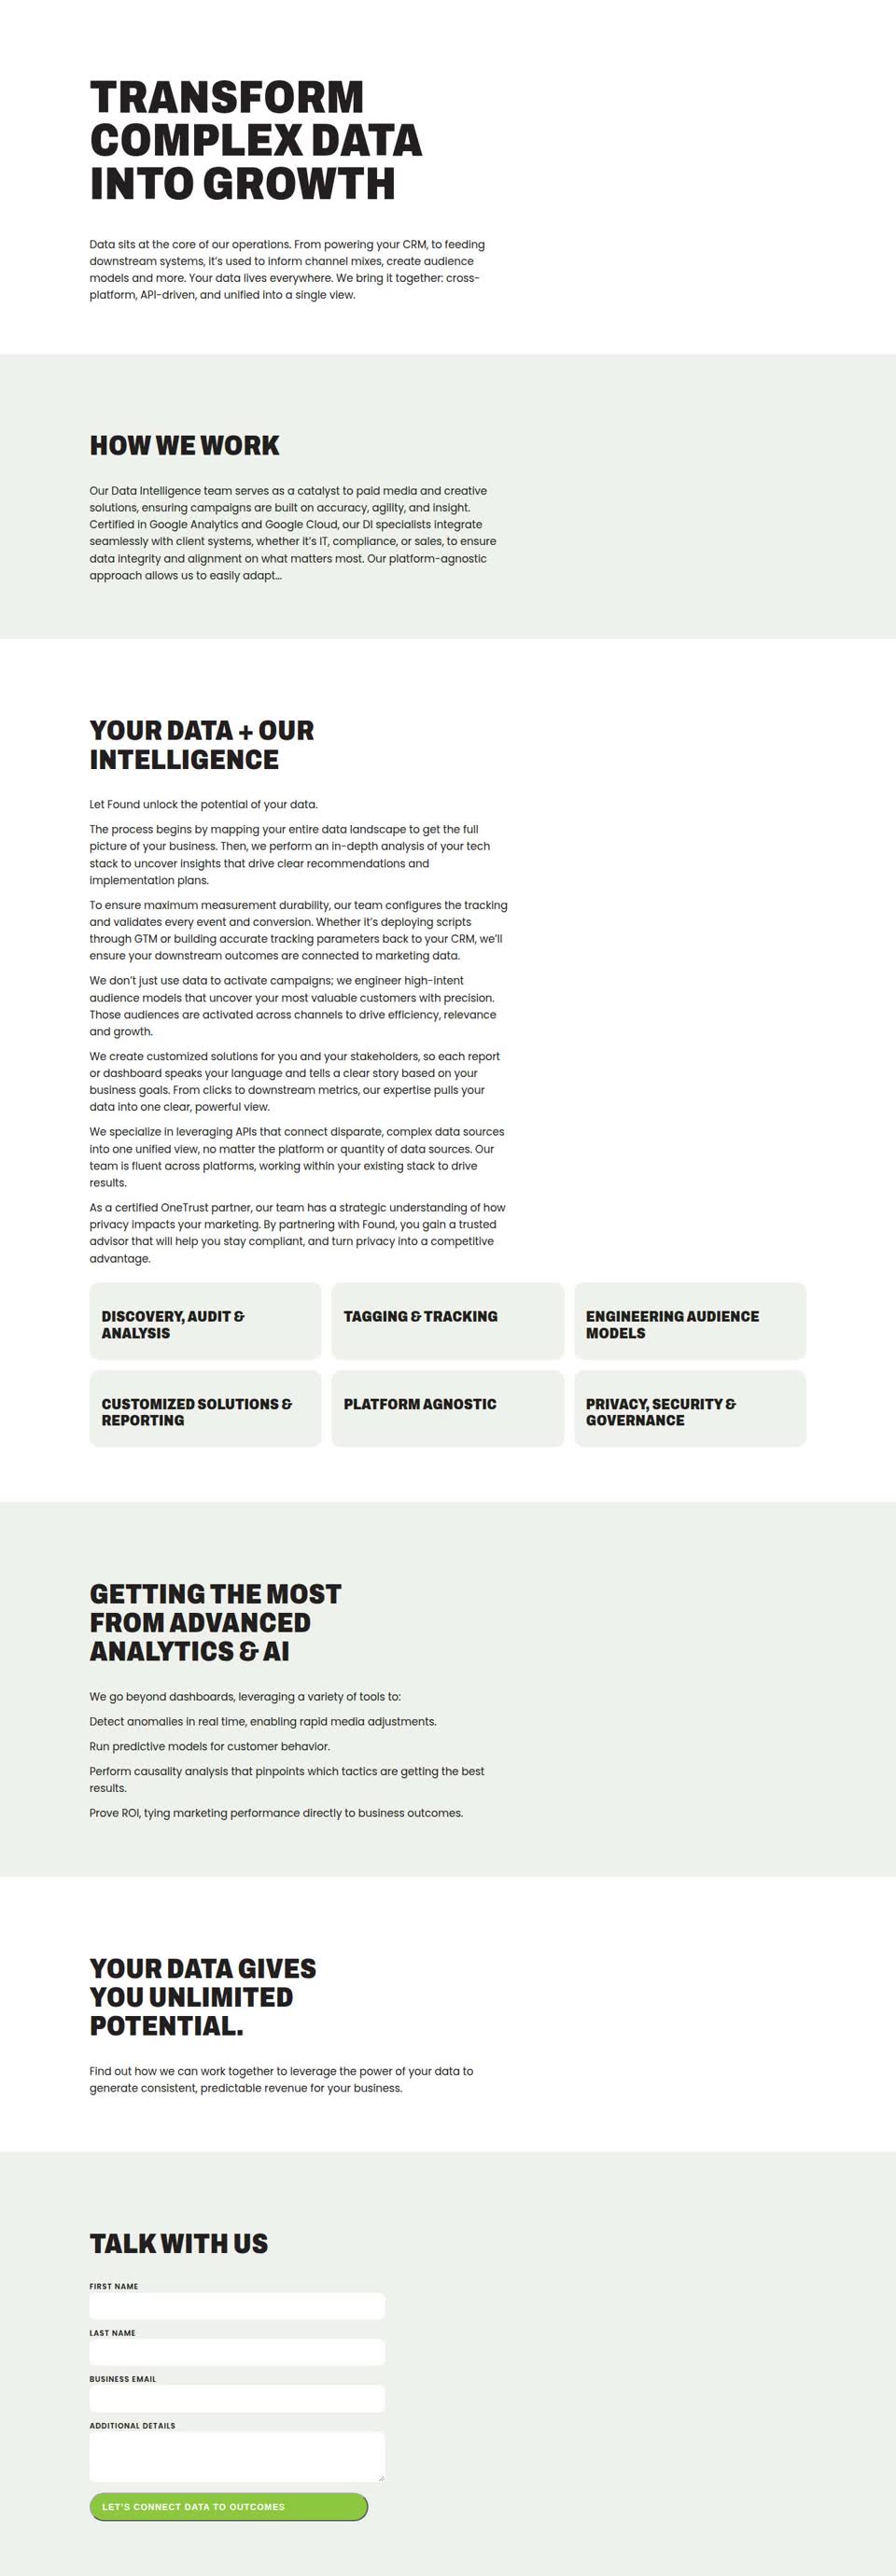 TRANSFORM
COMPLEX DATA
INTO GROWTH
Data sits at the core of our operations. From powering your CRM, to feeding
downstream systems, it’s used to inform channel mixes, create audience
models and more. Your data lives everywhere. We bring it together: cross-
platform, API-driven, and unified into a single view.
HOW WE WORK
Our Data Intelligence team serves as a catalyst to paid media and creative
solutions, ensuring campaigns are built on accuracy, agility, and insight.
Certified in Google Analytics and Google Cloud, our DI specialists integrate
seamlessly with client systems, whether it’s IT, compliance, or sales, to ensure
data integrity and alignment on what matters most. Our platform-agnostic
approach allows us to easily adapt…
YOUR DATA + OUR
INTELLIGENCE
Let Found unlock the potential of your data.
The process begins by mapping your entire data landscape to get the full
picture of your business. Then, we perform an in-depth analysis of your tech
stack to uncover insights that drive clear recommendations and
implementation plans.
To ensure maximum measurement durability, our team configures the tracking
and validates every event and conversion. Whether it’s deploying scripts
through GTM or building accurate tracking parameters back to your CRM, we’ll
ensure your downstream outcomes are connected to marketing data.
We don’t just use data to activate campaigns; we engineer high-intent
audience models that uncover your most valuable customers with precision.
Those audiences are activated across channels to drive efficiency, relevance
and growth.
We create customized solutions for you and your stakeholders, so each report
or dashboard speaks your language and tells a clear story based on your
business goals. From clicks to downstream metrics, our expertise pulls your
data into one clear, powerful view.
We specialize in leveraging APIs that connect disparate, complex data sources
into one unified view, no matter the platform or quantity of data sources. Our
team is fluent across platforms, working within your existing stack to drive
results.
As a certified OneTrust partner, our team has a strategic understanding of how
privacy impacts your marketing. By partnering with Found, you gain a trusted
advisor that will help you stay compliant, and turn privacy into a competitive
advantage.
DISCOVERY, AUDIT &
ANALYSIS
TAGGING & TRACKING
ENGINEERING AUDIENCE
MODELS
CUSTOMIZED SOLUTIONS &
REPORTING
PLATFORM AGNOSTIC
PRIVACY, SECURITY &
GOVERNANCE
GETTING THE MOST
FROM ADVANCED
ANALYTICS & AI
We go beyond dashboards, leveraging a variety of tools to:
Detect anomalies in real time, enabling rapid media adjustments.
Run predictive models for customer behavior.
Perform causality analysis that pinpoints which tactics are getting the best
results.
Prove ROI, tying marketing performance directly to business outcomes.
YOUR DATA GIVES
YOU UNLIMITED
POTENTIAL.
Find out how we can work together to leverage the power of your data to
generate consistent, predictable revenue for your business.
TALK WITH US
FIRST NAME
LAST NAME
BUSINESS EMAIL
ADDITIONAL DETAILS
LET’S CONNECT DATA TO OUTCOMES